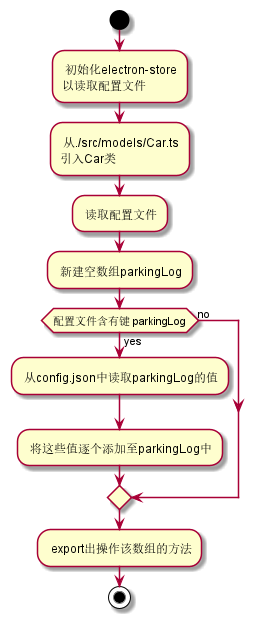 初始化electron-store
以读取配置文件
从./src/models/Car.ts
引入Car类
读取配置文件
新建空数组parkingLog
配置文件含有键 parkingLog
no
yes
从config.json中读取parkingLog的值
将这些值逐个添加至parkingLog中
export出操作该数组的方法